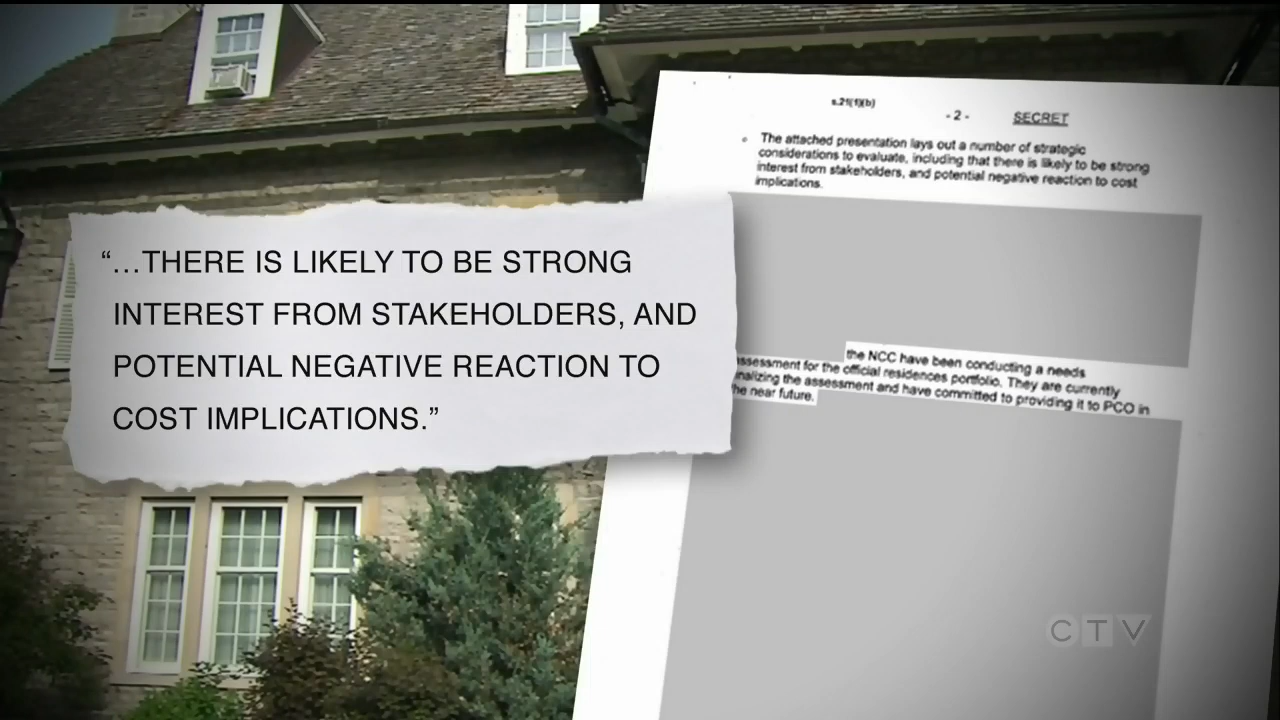 “…THERE IS LIKELY TO BE STRONG
INTEREST FROM STAKEHOLDERS, AND
POTENTIAL NEGATIVE REACTION TO
COST IMPLICATIONS.”
s.21(1)(b)
- 2 -
SECRET
The attached presentation lays out a number of strategic
considerations to evaluate, including that there is likely to be strong
interest from stakeholders, and potential negative reaction to cost
implications.
the NCC have been conducting a needs
assessment for the official residences portfolio. They are currently
nalizing the assessment and have committed to providing it to PCO in
he near future.
CTV